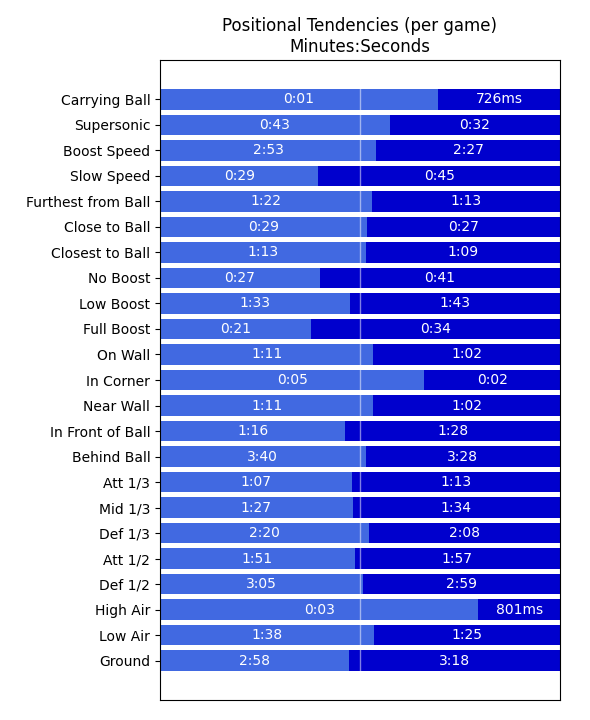 Positional Tendencies (per game)
Minutes:Seconds
Carrying Ball 0:01 726ms
Supersonic 0:43 0:32
Boost Speed 2:53 2:27
Slow Speed 0:29 0:45
Furthest from Ball 1:22 1:13
Close to Ball 0:29 0:27
Closest to Ball 1:13 1:09
No Boost 0:27 0:41
Low Boost 1:33 1:43
Full Boost 0:21 0:34
On Wall 1:11 1:02
In Corner 0:05 0:02
Near Wall 1:11 1:02
In Front of Ball 1:16 1:28
Behind Ball 3:40 3:28
Att 1/3 1:07 1:13
Mid 1/3 1:27 1:34
Def 1/3 2:20 2:08
Att 1/2 1:51 1:57
Def 1/2 3:05 2:59
High Air 0:03 801ms
Low Air 1:38 1:25
Ground 2:58 3:18